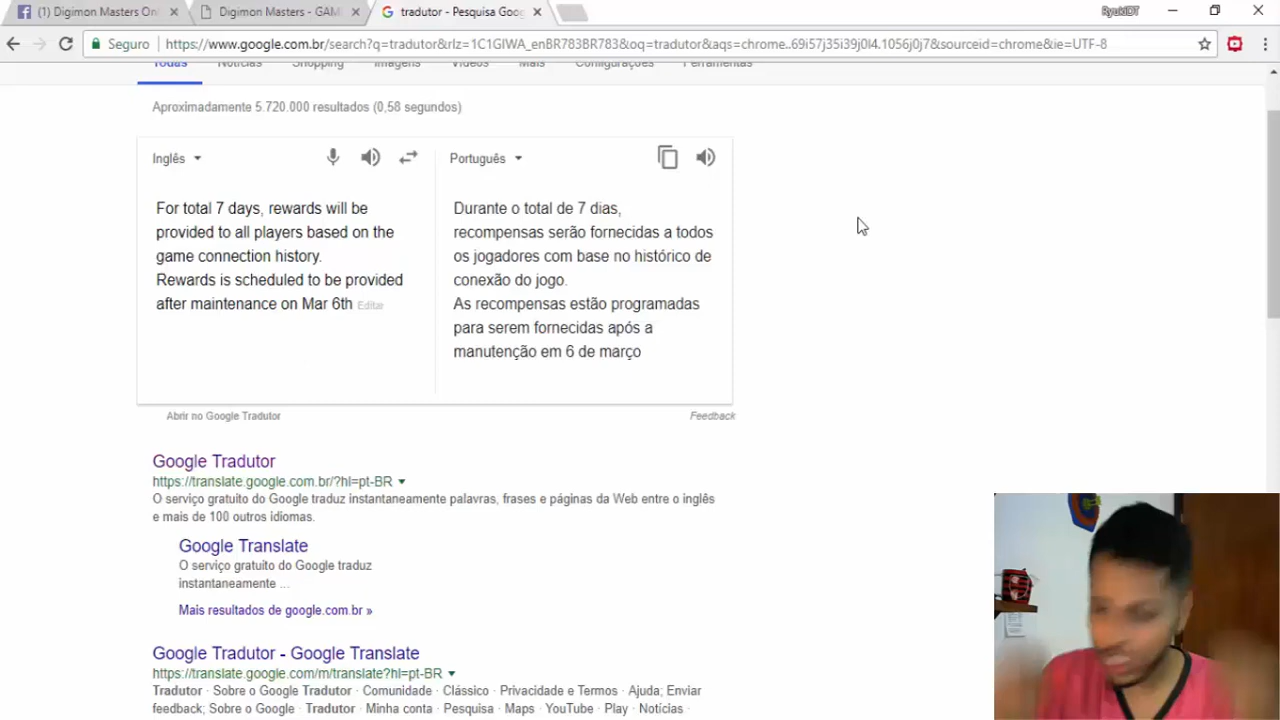 (1) Digimon Masters Onl
Digimon Masters - GAM
tradutor - Pesquisa Goog
RyukiDT
Seguro
https://www.google.com.br/search?q=tradutor&rlz=1C1GIWA_enBR783BR783&oq=tradutor&aqs=chrome..69i57j35i39j0l4.1056j0j7&sourceid=chrome&ie=UTF-8
Todas Notícias Shopping Imagens Vídeos Mais Configurações Ferramentas
Aproximadamente 5.720.000 resultados (0,58 segundos)
Inglês
Português
For total 7 days, rewards will be
provided to all players based on the
game connection history.
Rewards is scheduled to be provided
after maintenance on Mar 6th Editar
Durante o total de 7 dias,
recompensas serão fornecidas a todos
os jogadores com base no histórico de
conexão do jogo.
As recompensas estão programadas
para serem fornecidas após a
manutenção em 6 de março
Abrir no Google Tradutor
Feedback
Google Tradutor
https://translate.google.com.br/?hl=pt-BR
O serviço gratuito do Google traduz instantaneamente palavras, frases e páginas da Web entre o inglês
e mais de 100 outros idiomas.
Google Translate
O serviço gratuito do Google traduz
instantaneamente ...
Mais resultados de google.com.br »
Google Tradutor - Google Translate
https://translate.google.com/m/translate?hl=pt-BR
Tradutor · Sobre o Google Tradutor · Comunidade · Clássico · Privacidade e Termos · Ajuda; Enviar
feedback; Sobre o Google · Tradutor · Minha conta · Pesquisa · Maps · YouTube · Play · Notícias ·